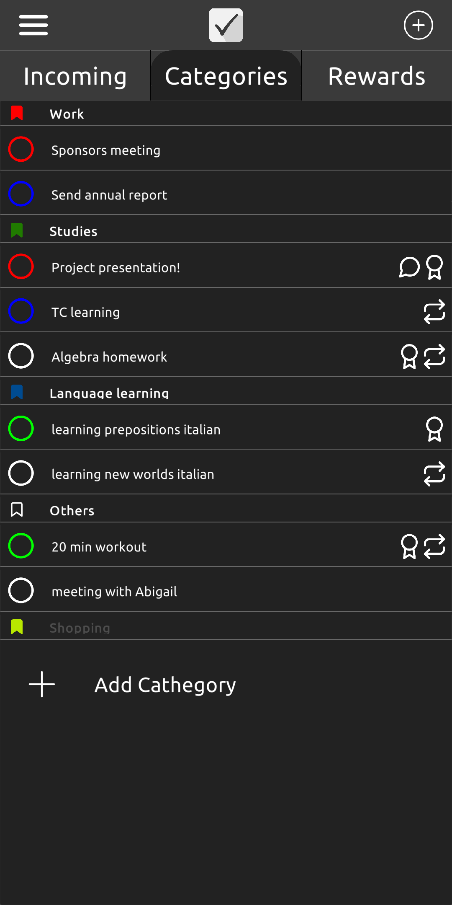 Incoming Categories Rewards
Work
Sponsors meeting
Send annual report
Studies
Project presentation!
TC learning
Algebra homework
Language learning
learning prepositions italian
learning new worlds italian
Others
20 min workout
meeting with Abigail
Shopping
Add Cathegory